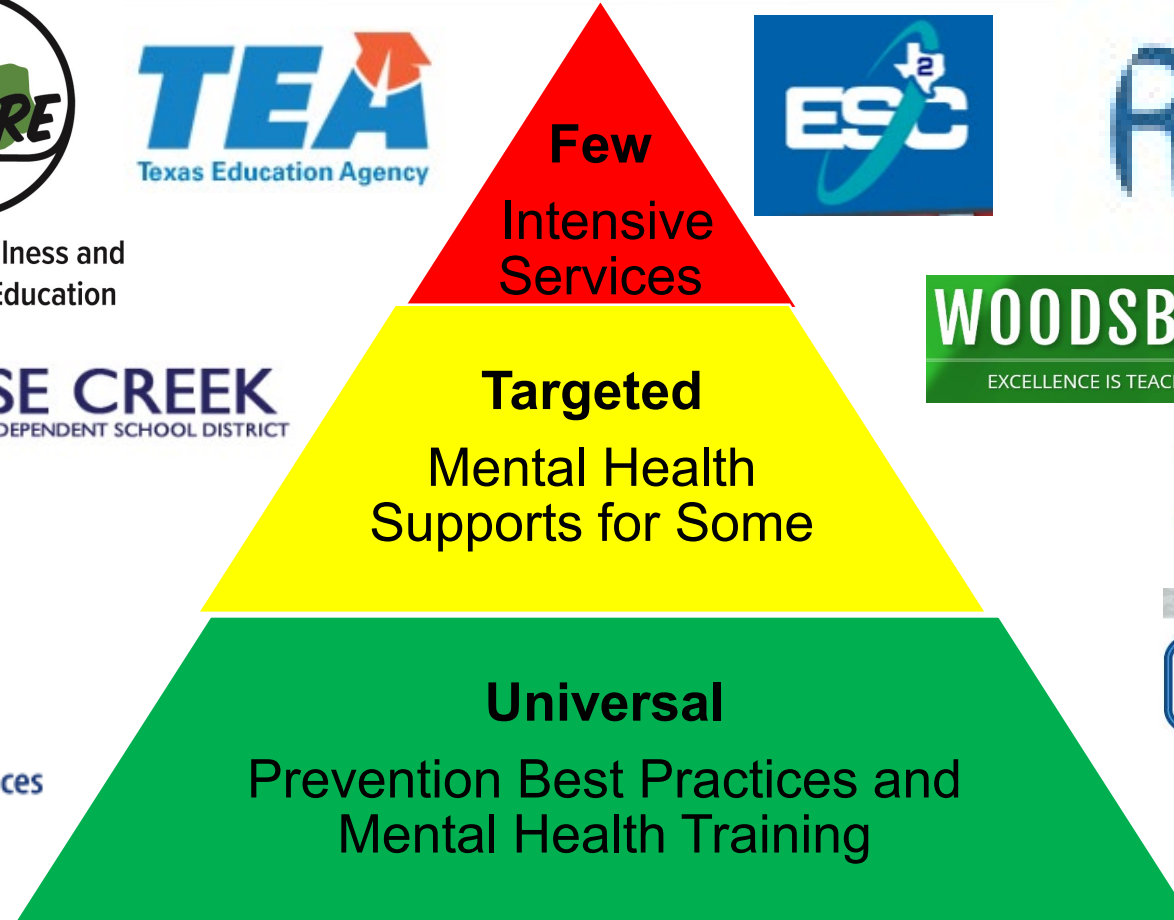 RE
TEA
Texas Education Agency
lness and
Education
SE CREEK
DEPENDENT SCHOOL DISTRICT
ces
Few
Intensive
Services
Targeted
Mental Health
Supports for Some
Universal
Prevention Best Practices and
Mental Health Training
2
ESC
WOODSB
EXCELLENCE IS TEAC